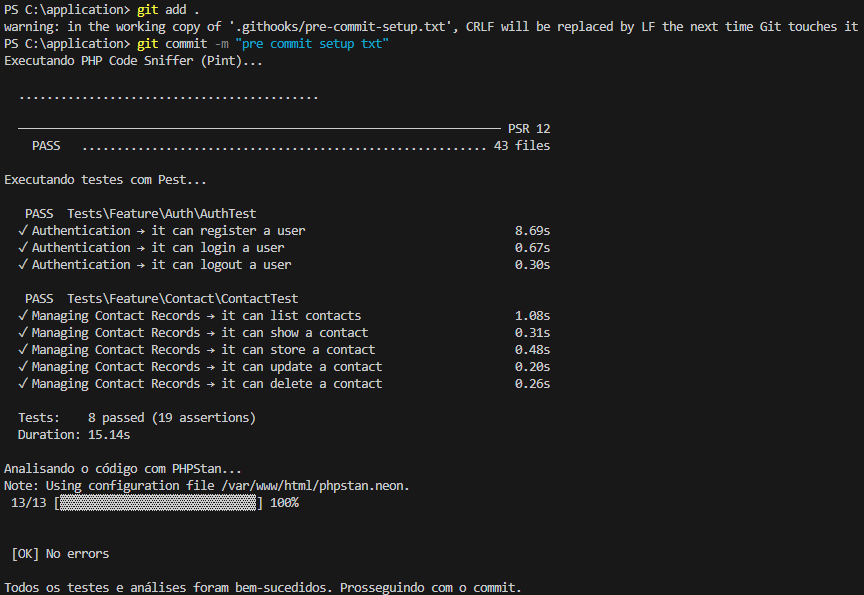 PS C:\application> git add .
warning: in the working copy of '.githooks/pre-commit-setup.txt', CRLF will be replaced by LF the next time Git touches it
PS C:\application> git commit -m "pre commit setup txt"
Executando PHP Code Sniffer (Pint)...
...........................................
──────────────────────────────────────────────────────────────────── PSR 12
PASS .......................................................... 43 files
Executando testes com Pest...
PASS Tests\Feature\Auth\AuthTest
✓ Authentication → it can register a user 8.69s
✓ Authentication → it can login a user 0.67s
✓ Authentication → it can logout a user 0.30s
PASS Tests\Feature\Contact\ContactTest
✓ Managing Contact Records → it can list contacts 1.08s
✓ Managing Contact Records → it can show a contact 0.31s
✓ Managing Contact Records → it can store a contact 0.48s
✓ Managing Contact Records → it can update a contact 0.20s
✓ Managing Contact Records → it can delete a contact 0.26s
Tests: 8 passed (19 assertions)
Duration: 15.14s
Analisando o código com PHPStan...
Note: Using configuration file /var/www/html/phpstan.neon.
13/13 [▓▓▓▓▓▓▓▓▓▓▓▓▓▓▓▓▓▓▓▓▓▓▓▓▓▓▓▓] 100%
[OK] No errors
Todos os testes e análises foram bem-sucedidos. Prosseguindo com o commit.